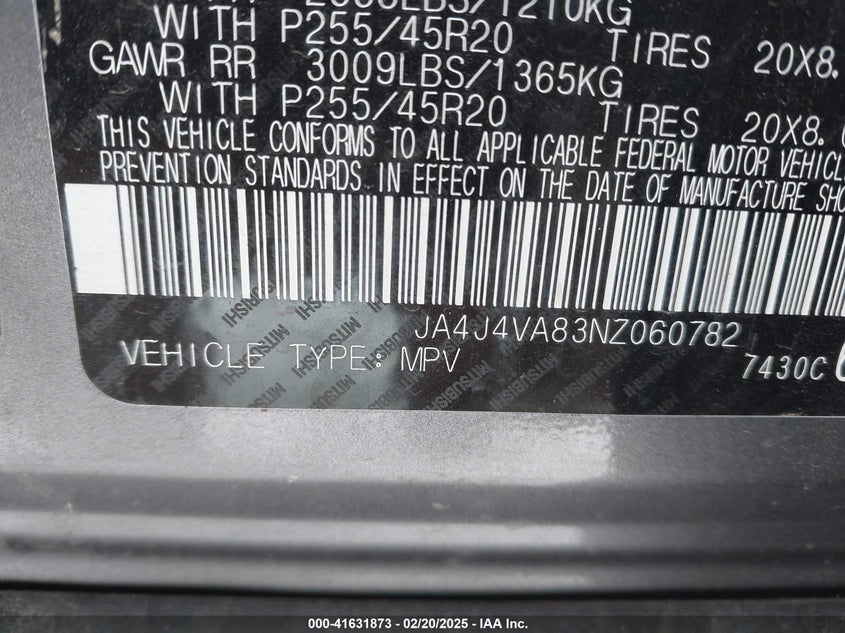 WITH P255/45R20 TIRES 20X8.
GAWR RR 3009LBS/1365KG
WITH P255/45R20 TIRES 20X8.
THIS VEHICLE CONFORMS TO ALL APPLICABLE FEDERAL MOTOR VEHICLE
PREVENTION STANDARDS IN EFFECT ON THE DATE OF MANUFACTURE SHO
JA4J4VA83NZ060782
VEHICLE TYPE: MPV
7430C
MITSUBISHI
000-41631873 — 02/20/2025 — IAA Inc.